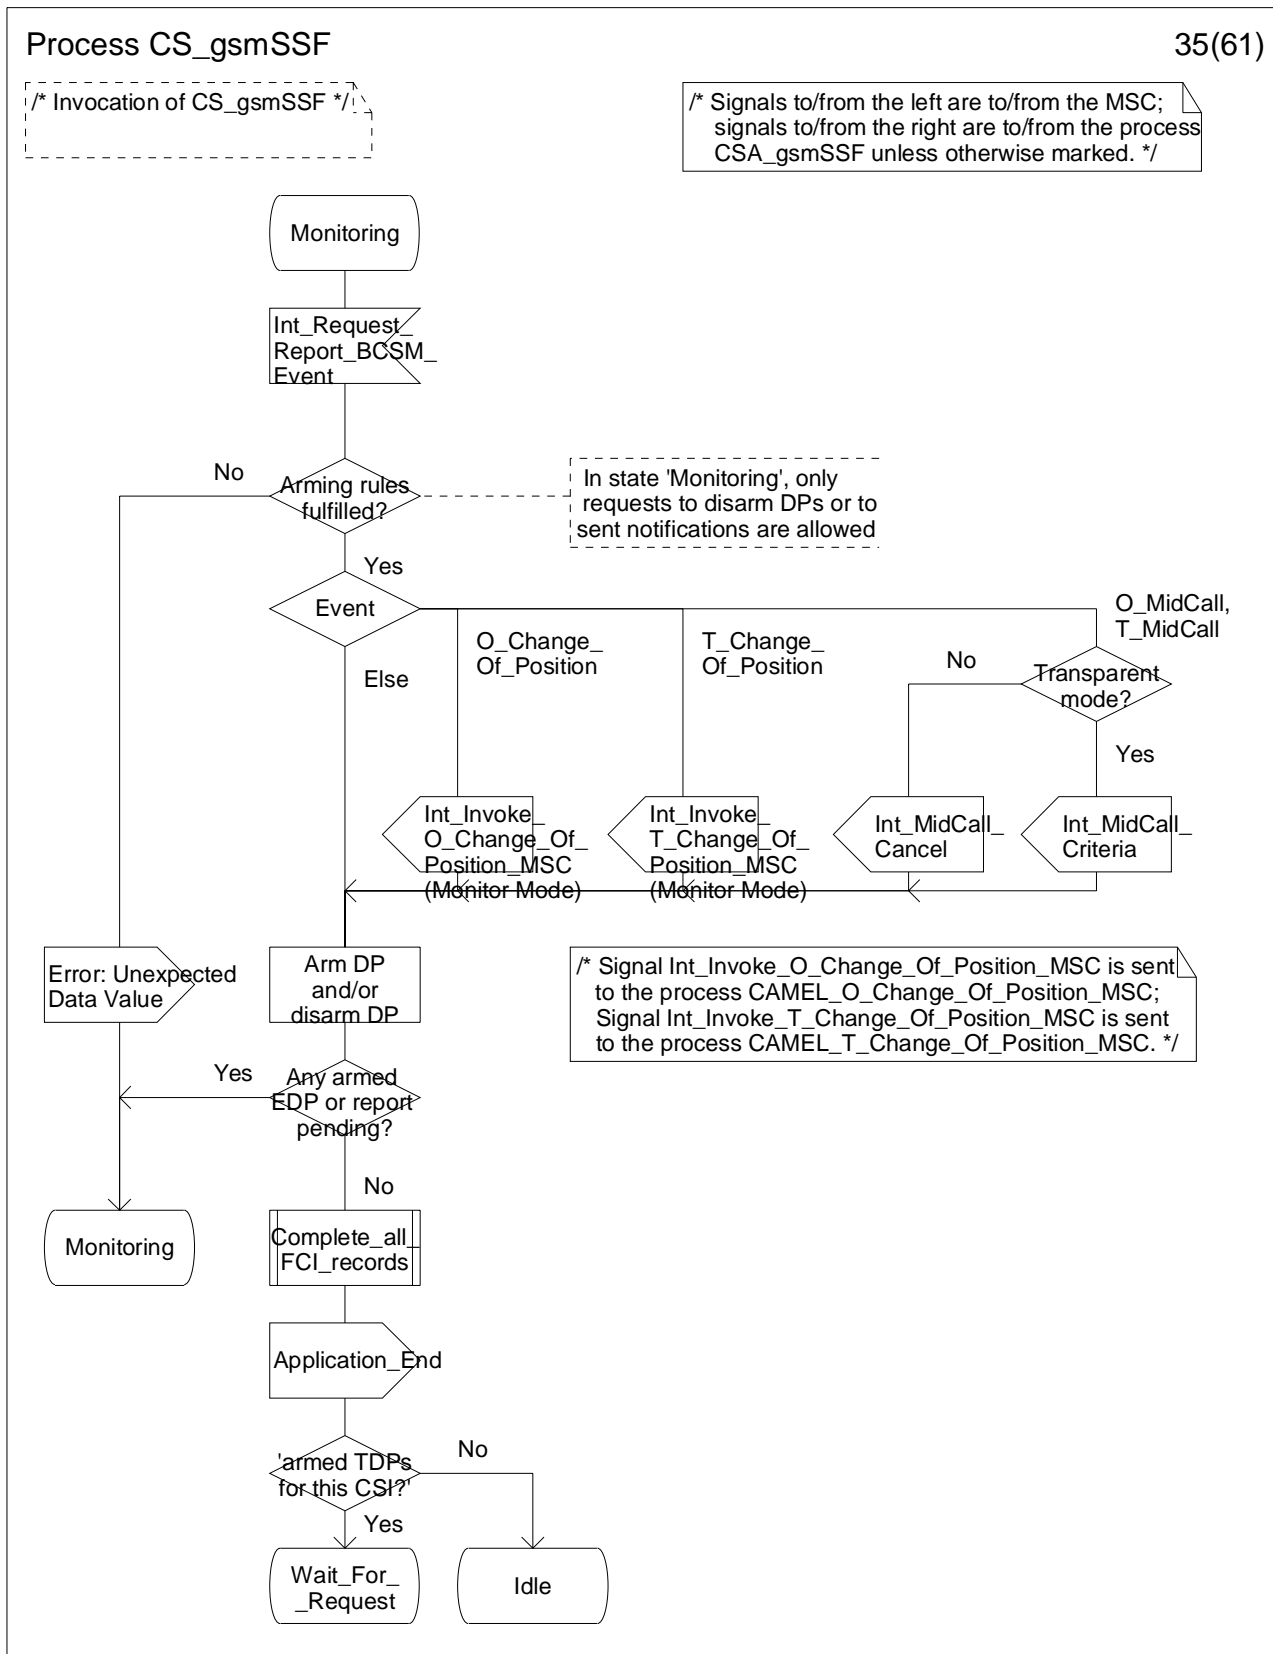 Process CS_gsmSSF
35(61)
/* Invocation of CS_gsmSSF */
/* Signals to/from the left are to/from the MSC;
signals to/from the right are to/from the process
CSA_gsmSSF unless otherwise marked. */
Monitoring
Int_Request_
Report_BCSM_
Event
No
Arming rules
fulfilled?
In state 'Monitoring', only
requests to disarm DPs or to
sent notifications are allowed
Yes
Event
O_Change_
Of_Position
T_Change_
Of_Position
O_MidCall,
T_MidCall
Else
No
Transparent
mode?
Yes
Int_Invoke_
O_Change_Of_
Position_MSC
(Monitor Mode)
Int_Invoke_
T_Change_Of_
Position_MSC
(Monitor Mode)
Int_MidCall_
Cancel
Int_MidCall_
Criteria
Error: Unexpected
Data Value
Arm DP
and/or
disarm DP
/* Signal Int_Invoke_O_Change_Of_Position_MSC is sent
to the process CAMEL_O_Change_Of_Position_MSC;
Signal Int_Invoke_T_Change_Of_Position_MSC is sent
to the process CAMEL_T_Change_Of_Position_MSC. */
Yes
Any armed
EDP or report
pending?
No
Monitoring
Complete_all_
FCI_records
Application_End
'armed TDPs
for this CSI?'
No
Yes
Wait_For_
_Request
Idle